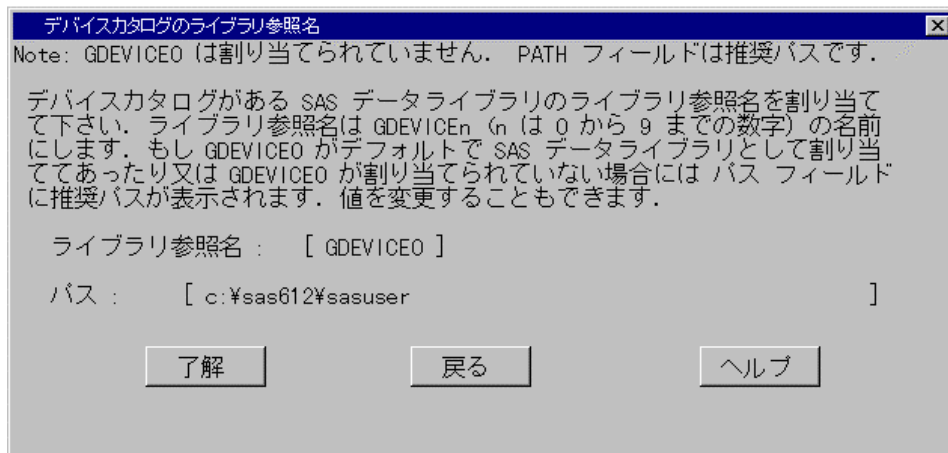 デバイスカタログのライブラリ参照名
Note: GDEVICE0 は割り当てられていません． PATH フィールドは推奨パスです．
デバイスカタログがある SAS データライブラリのライブラリ参照名を割り当て
て下さい．ライブラリ参照名は GDEVICEn (n は 0 から 9 までの数字) の名前
にします．もし GDEVICE0 がデフォルトで SAS データライブラリとして割り当
ててあったり又は GDEVICE0 が割り当てられていない場合には パス フィールド
に推奨パスが表示されます．値を変更することもできます．
ライブラリ参照名 : [ GDEVICE0 ]
パス : [ c:¥sas612¥sasuser ]
了解 戻る ヘルプ